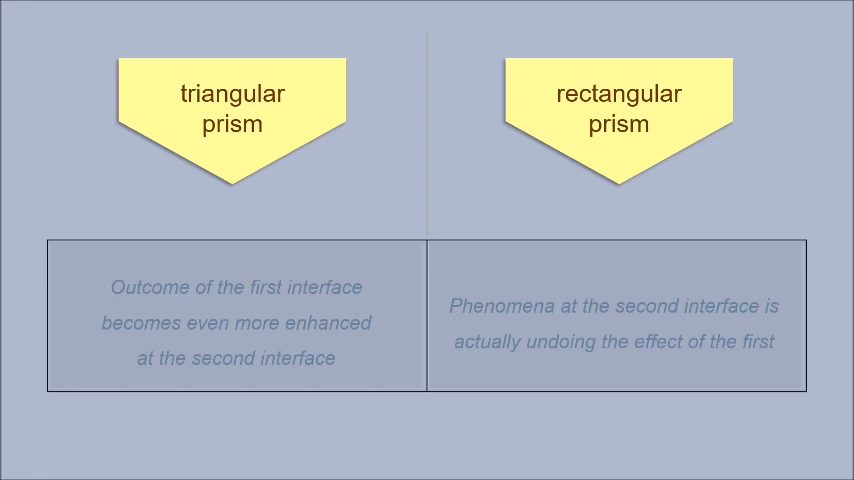 triangular
prism
rectangular
prism
Outcome of the first interface
becomes even more enhanced
at the second interface
Phenomena at the second interface is
actually undoing the effect of the first